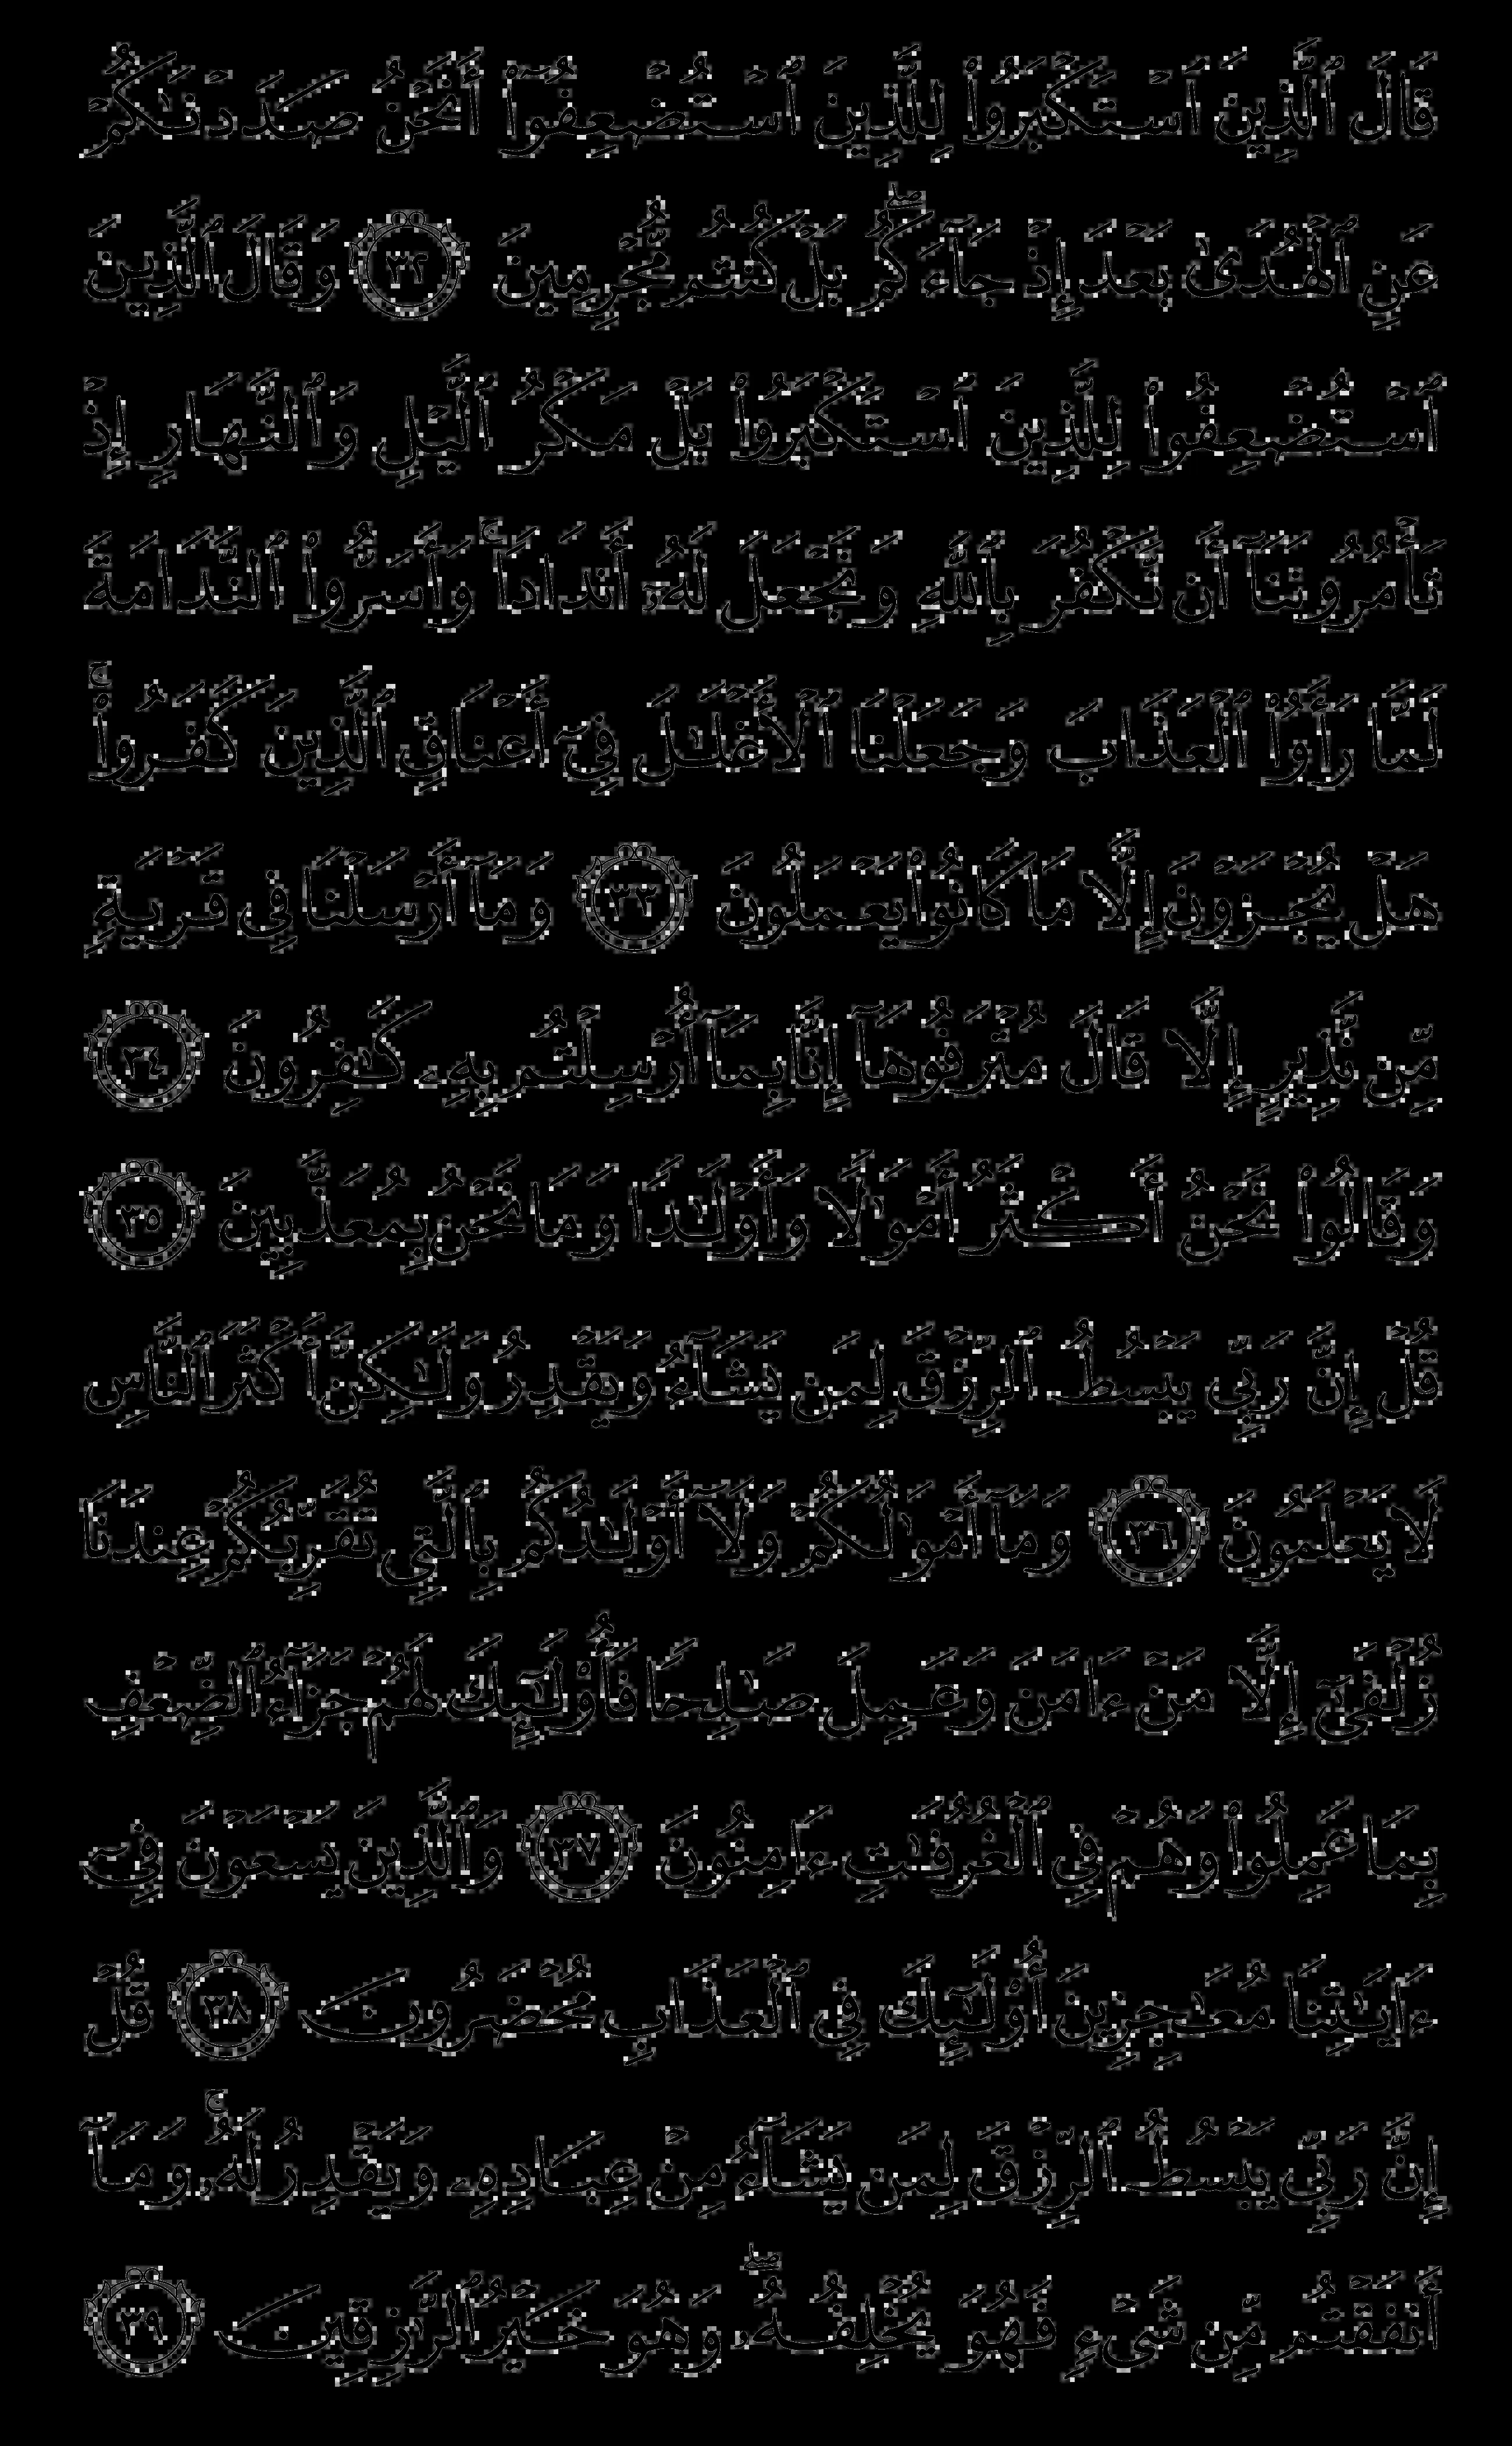 قَالَ ٱلَّذِينَ ٱسْتَكْبَرُوا۟ لِلَّذِينَ ٱسْتُضْعِفُوٓا۟ أَنَحْنُ صَدَدْنَـٰكُمْ
عَنِ ٱلْهُدَىٰ بَعْدَ إِذْ جَآءَكُم ۖ بَلْ كُنتُم مُّجْرِمِينَ ٣٢ وَقَالَ ٱلَّذِينَ
ٱسْتُضْعِفُوا۟ لِلَّذِينَ ٱسْتَكْبَرُوا۟ بَلْ مَكْرُ ٱلَّيْلِ وَٱلنَّهَارِ إِذْ
تَأْمُرُونَنَآ أَن نَّكْفُرَ بِٱللَّهِ وَنَجْعَلَ لَهُۥٓ أَندَادًا ۚ وَأَسَرُّوا۟ ٱلنَّدَامَةَ
لَمَّا رَأَوُا۟ ٱلْعَذَابَ وَجَعَلْنَا ٱلْأَغْلَـٰلَ فِىٓ أَعْنَاقِ ٱلَّذِينَ كَفَرُوا۟ ۚ
هَلْ يُجْزَوْنَ إِلَّا مَا كَانُوا۟ يَعْمَلُونَ ٣٣ وَمَآ أَرْسَلْنَا فِى قَرْيَةٍ
مِّن نَّذِيرٍ إِلَّا قَالَ مُتْرَفُوهَآ إِنَّا بِمَآ أُرْسِلْتُم بِهِۦ كَـٰفِرُونَ ٣٤
وَقَالُوا۟ نَحْنُ أَكْثَرُ أَمْوَٰلًا وَأَوْلَـٰدًا وَمَا نَحْنُ بِمُعَذَّبِينَ ٣٥
قُلْ إِنَّ رَبِّى يَبْسُطُ ٱلرِّزْقَ لِمَن يَشَآءُ وَيَقْدِرُ وَلَـٰكِنَّ أَكْثَرَ ٱلنَّاسِ
لَا يَعْلَمُونَ ٣٦ وَمَآ أَمْوَٰلُكُمْ وَلَآ أَوْلَـٰدُكُم بِٱلَّتِى تُقَرِّبُكُمْ عِندَنَا
زُلْفَىٰٓ إِلَّا مَنْ ءَامَنَ وَعَمِلَ صَـٰلِحًا فَأُو۟لَـٰٓئِكَ لَهُمْ جَزَآءُ ٱلضِّعْفِ
بِمَا عَمِلُوا۟ وَهُمْ فِى ٱلْغُرُفَـٰتِ ءَامِنُونَ ٣٧ وَٱلَّذِينَ يَسْعَوْنَ فِىٓ
ءَايَـٰتِنَا مُعَـٰجِزِينَ أُو۟لَـٰٓئِكَ فِى ٱلْعَذَابِ مُحْضَرُونَ ٣٨ قُلْ
إِنَّ رَبِّى يَبْسُطُ ٱلرِّزْقَ لِمَن يَشَآءُ مِنْ عِبَادِهِۦ وَيَقْدِرُ لَهُۥ ۚ وَمَآ
أَنفَقْتُم مِّن شَىْءٍ فَهُوَ يُخْلِفُهُۥ ۖ وَهُوَ خَيْرُ ٱلرَّٰزِقِينَ ٣٩